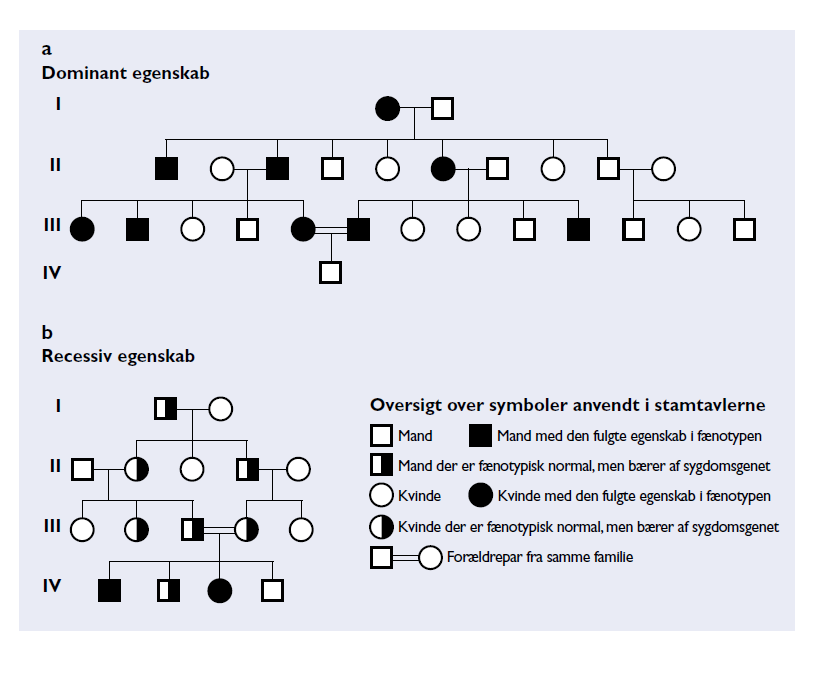 a
Dominant egenskab
I
II
III
IV
b
Recessiv egenskab
I
II
III
IV
Oversigt over symboler anvendt i stamtavlerne
Mand
Mand med den fulgte egenskab i fænotypen
Mand der er fænotypisk normal, men bærer af sygdomsgenet
Kvinde
Kvinde med den fulgte egenskab i fænotypen
Kvinde der er fænotypisk normal, men bærer af sygdomsgenet
Forældrepar fra samme familie